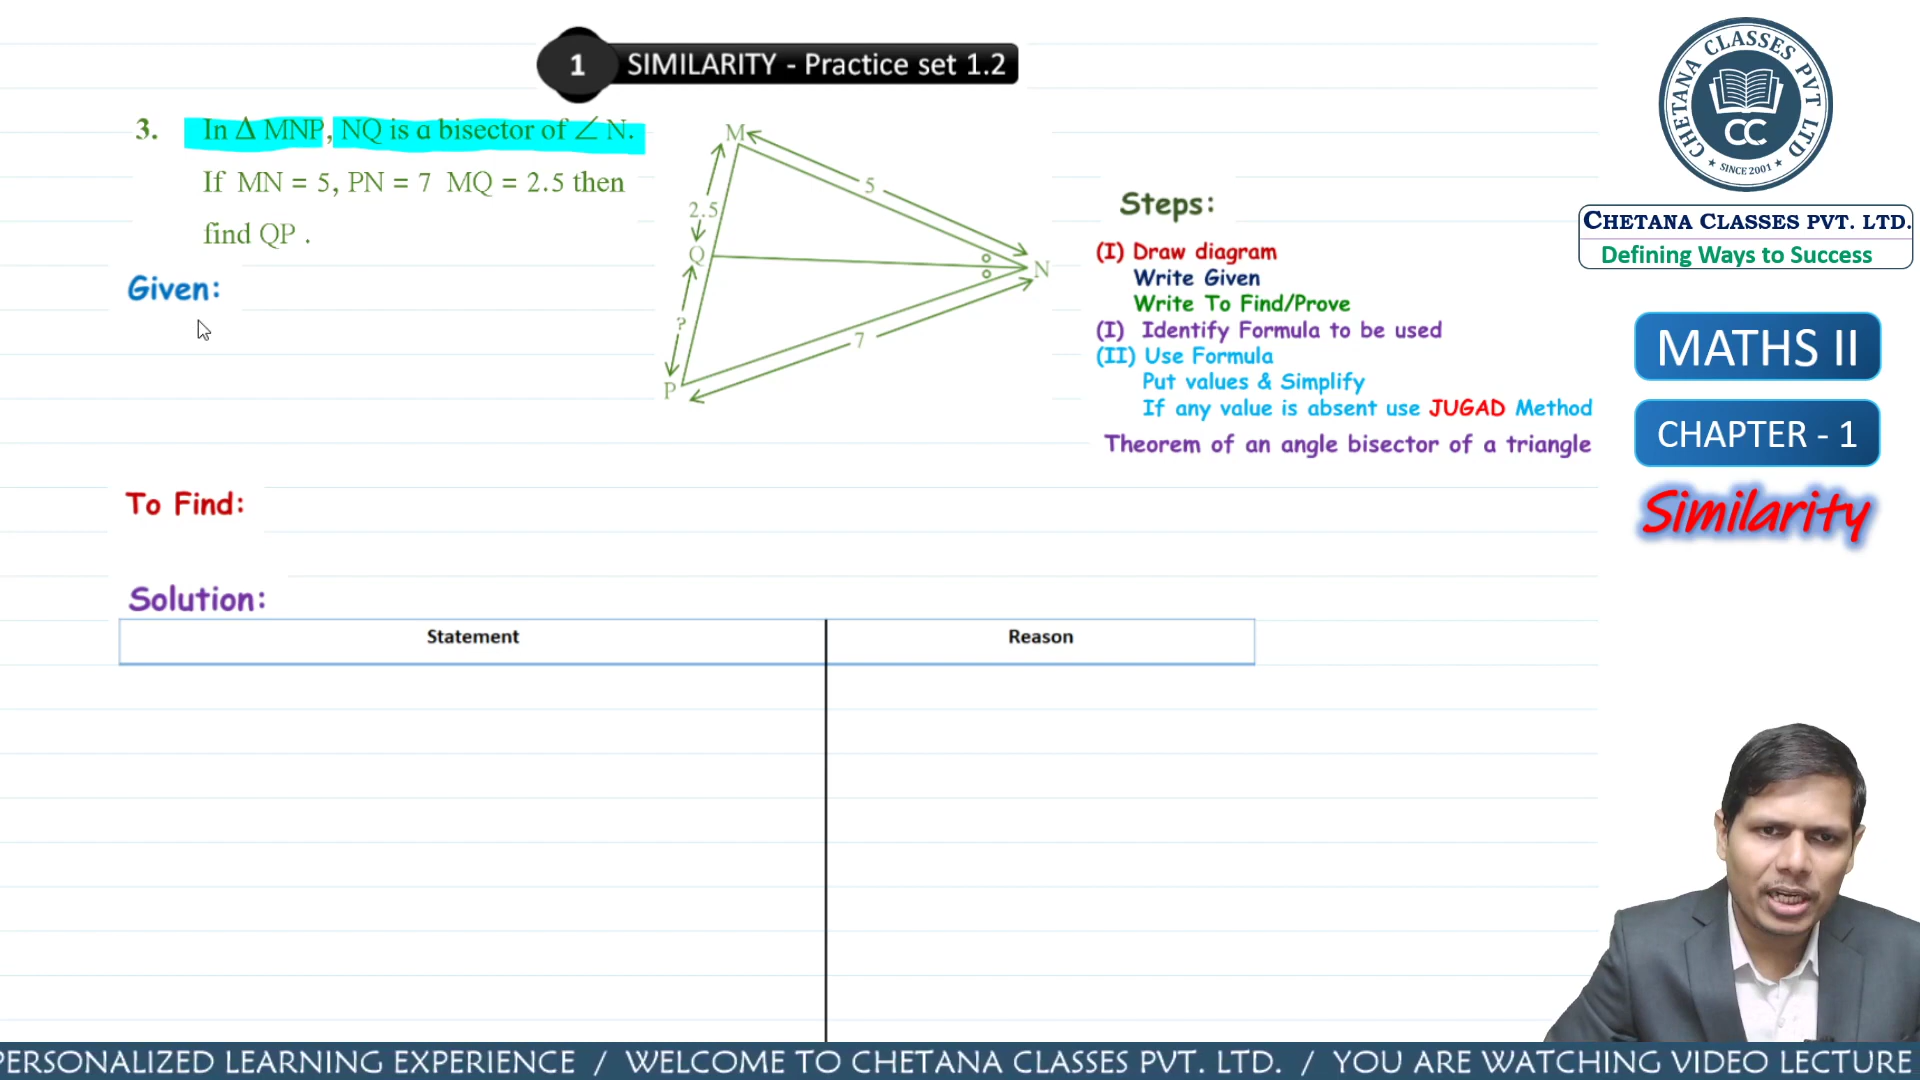 1 SIMILARITY - Practice set 1.2
3. In Δ MNP, NQ is a bisector of ∠ N.
If MN = 5, PN = 7 MQ = 2.5 then
find QP .
Given:
To Find:
Solution:
Statement Reason
M
5
2.5
Q
N
?
7
P
Steps:
(I) Draw diagram
Write Given
Write To Find/Prove
(I) Identify Formula to be used
(II) Use Formula
Put values & Simplify
If any value is absent use JUGAD Method
Theorem of an angle bisector of a triangle
CHETANA CLASSES PVT LTD
CC
★ SINCE 2001 ★
CHETANA CLASSES PVT. LTD.
Defining Ways to Success
MATHS II
CHAPTER - 1
Similarity
PERSONALIZED LEARNING EXPERIENCE / WELCOME TO CHETANA CLASSES PVT. LTD. / YOU ARE WATCHING VIDEO LECTURE